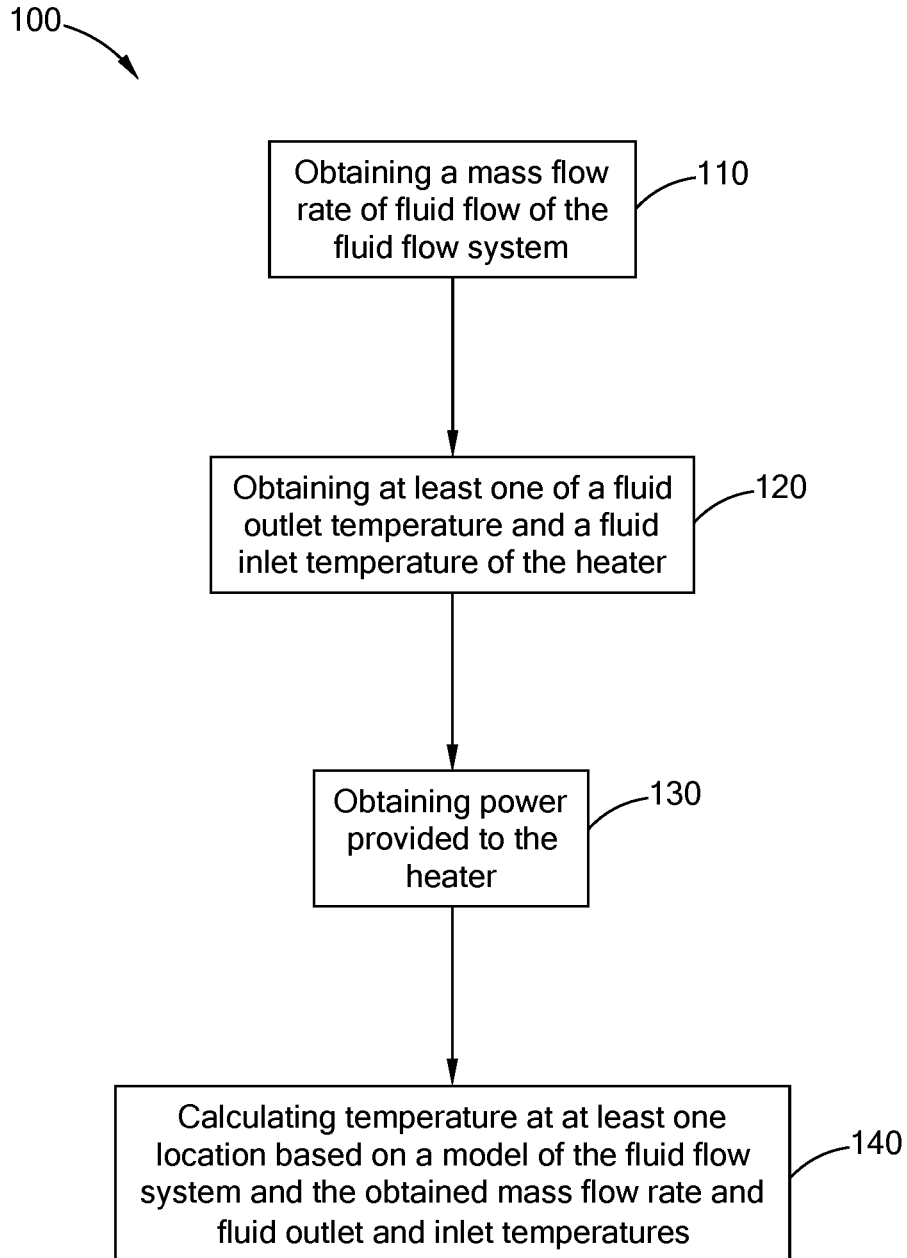 100
Obtaining a mass flow
rate of fluid flow of the
fluid flow system
110
Obtaining at least one of a fluid
outlet temperature and a fluid
inlet temperature of the heater
120
Obtaining power
provided to the
heater
130
Calculating temperature at at least one
location based on a model of the fluid flow
system and the obtained mass flow rate and
fluid outlet and inlet temperatures
140